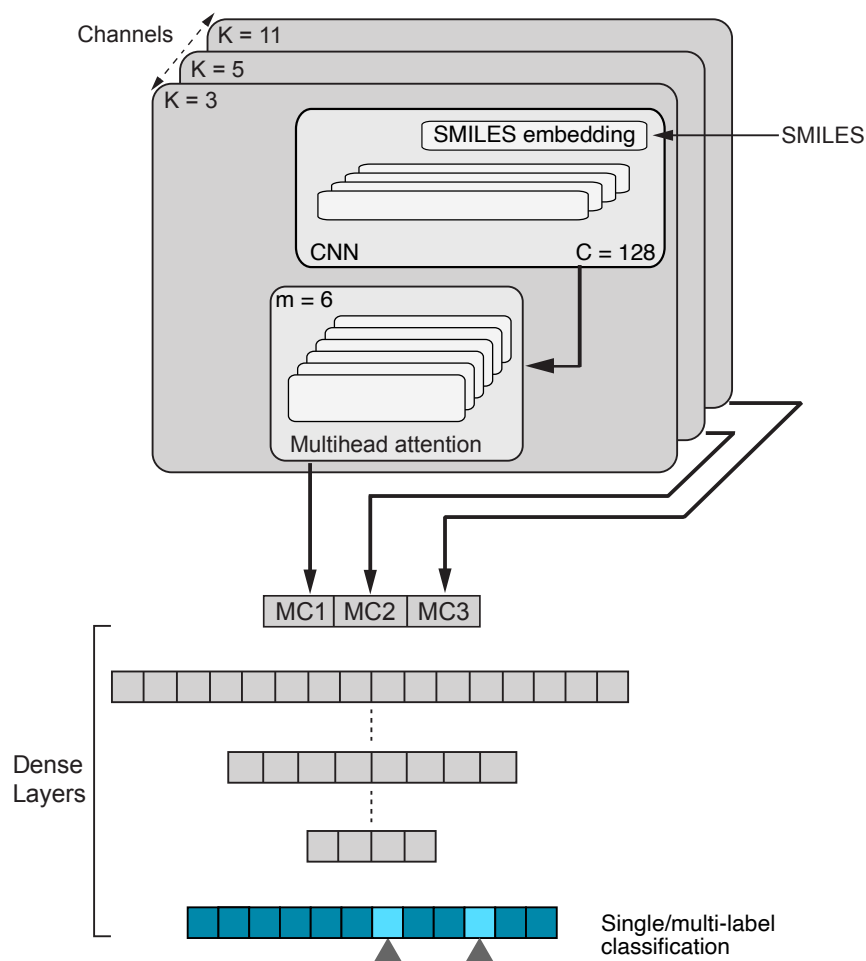 Channels
K = 11
K = 5
K = 3
SMILES embedding
SMILES
CNN
C = 128
m = 6
Multihead attention
MC1
MC2
MC3
Dense
Layers
Single/multi-label
classification